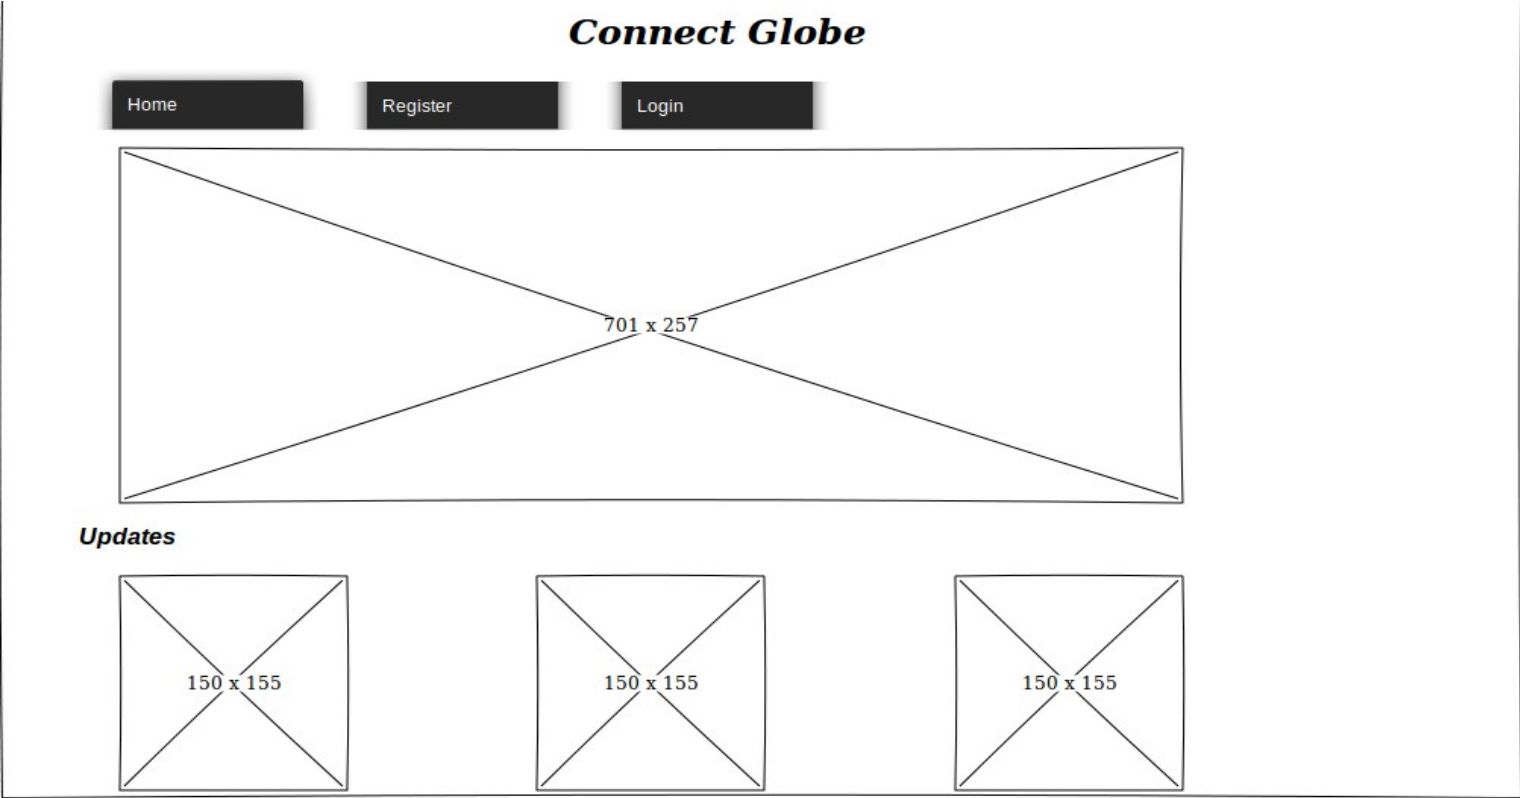 Connect Globe
Home
Register
Login
701 x 257
Updates
150 x 155
150 x 155
150 x 155